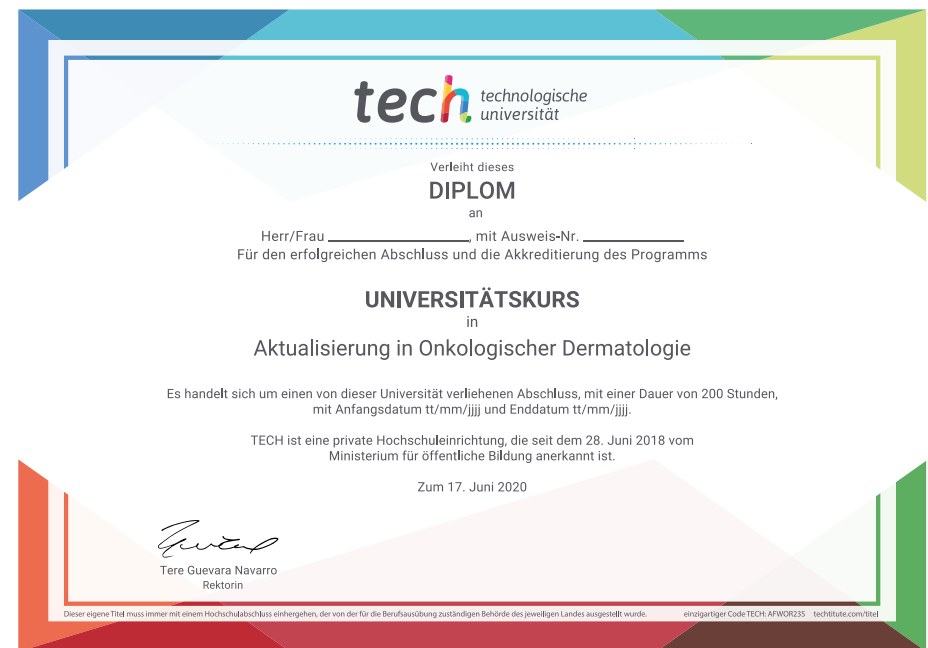 tech technologische
universität
Verleiht dieses
DIPLOM
an
Herr/Frau ____________________, mit Ausweis-Nr. ______________
Für den erfolgreichen Abschluss und die Akkreditierung des Programms
UNIVERSITÄTSKURS
in
Aktualisierung in Onkologischer Dermatologie
Es handelt sich um einen von dieser Universität verliehenen Abschluss, mit einer Dauer von 200 Stunden,
mit Anfangsdatum tt/mm/jjjj und Enddatum tt/mm/jjjj.
TECH ist eine private Hochschuleinrichtung, die seit dem 28. Juni 2018 vom
Ministerium für öffentliche Bildung anerkannt ist.
Zum 17. Juni 2020
Tere Guevara Navarro
Rektorin
Dieser eigene Titel muss immer mit einem Hochschulabschluss einhergehen, der von der für die Berufsausübung zuständigen Behörde des jeweiligen Landes ausgestellt wurde. einzigartiger Code TECH: AFWOR235 techtitute.com/titel